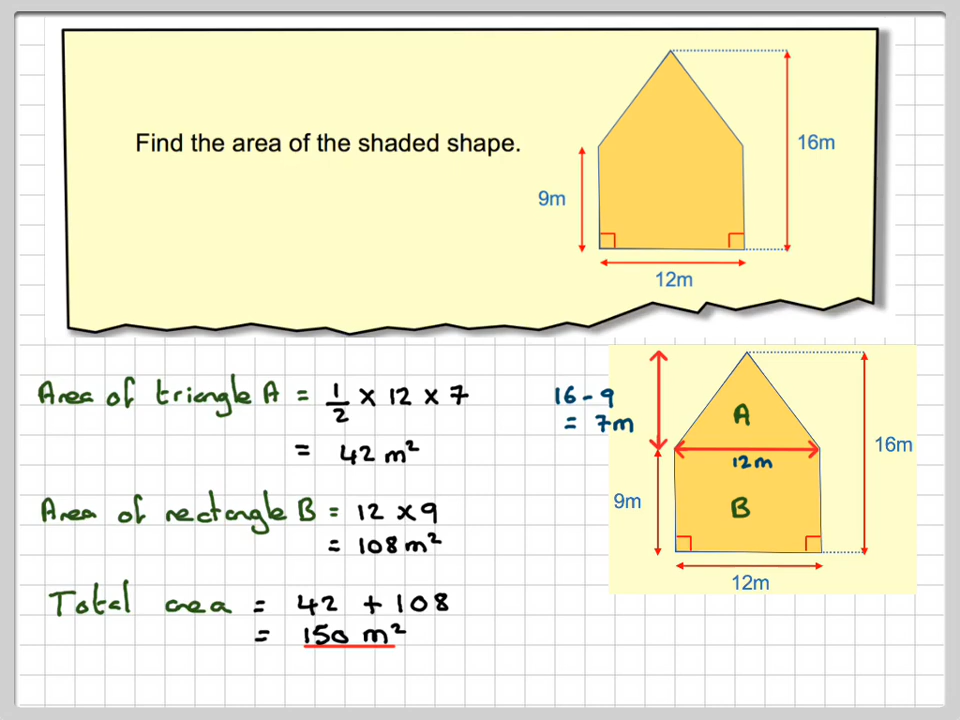 Find the area of the shaded shape.
16m
9m
12m
Area of triangle A = 1/2 x 12 x 7
= 42 m²
Area of rectangle B = 12 x 9
= 108 m²
Total area = 42 + 108
= 150 m²
16 - 9
= 7m
A
16m
12m
9m
B
12m